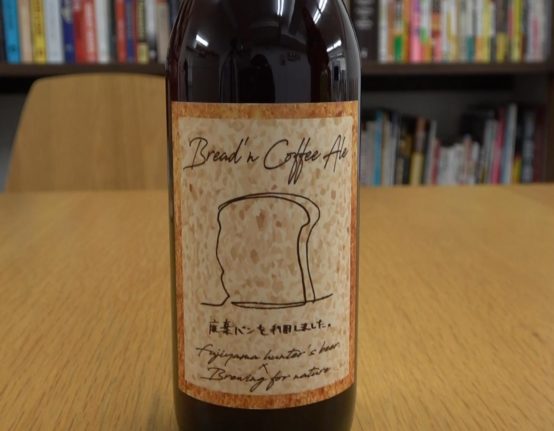 Bread'n Coffee Ale
廃棄パンを利用しました。
Fujiyama hunter's beer
Brewing for nature